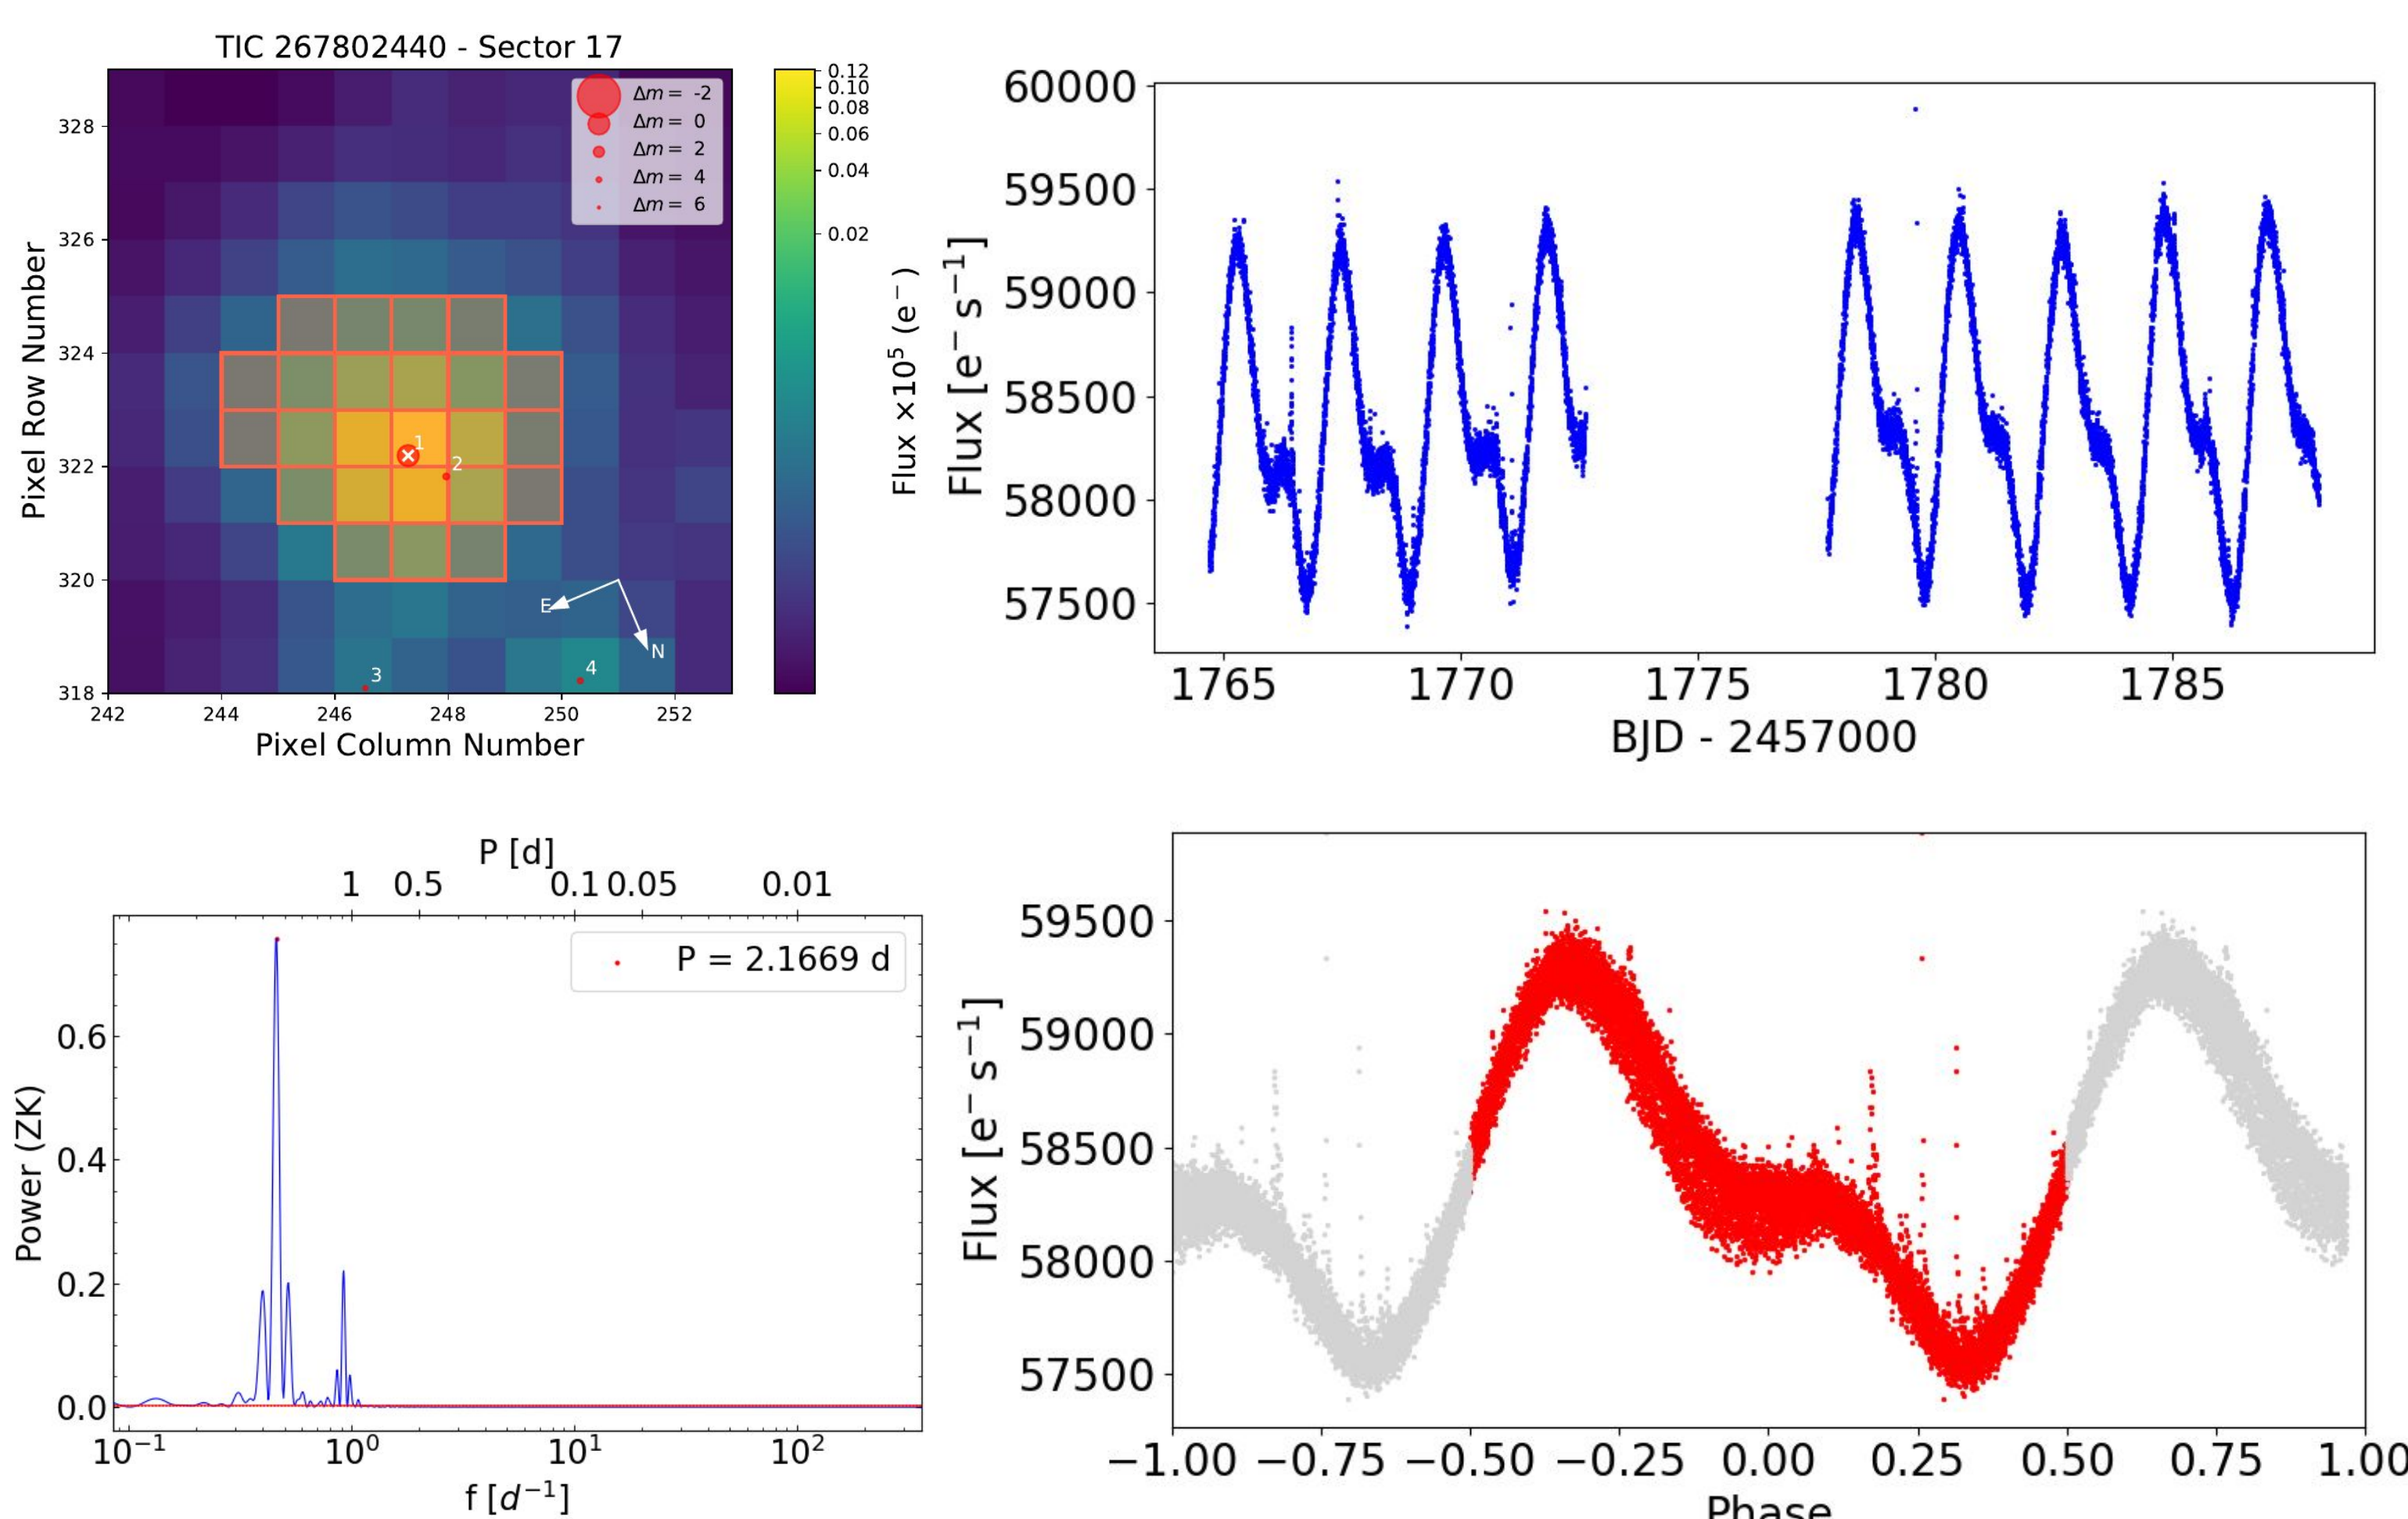 TIC 267802440 - Sector 17
Δm = -2
Δm = 0
Δm = 2
Δm = 4
Δm = 6
328
326
324
322
320
318
Pixel Row Number
1
2
3
4
E
N
242 244 246 248 250 252
Pixel Column Number
0.12
0.10
0.08
0.06
0.04
0.02
Flux ×10⁵ (e⁻)
60000
59500
59000
58500
58000
57500
Flux [e⁻ s⁻¹]
1765 1770 1775 1780 1785
BJD - 2457000
P [d]
1 0.5 0.1 0.05 0.01
P = 2.1669 d
0.6
0.4
0.2
0.0
Power (ZK)
10⁻¹ 10⁰ 10¹ 10²
f [d⁻¹]
59500
59000
58500
58000
57500
Flux [e⁻ s⁻¹]
−1.00 −0.75 −0.50 −0.25 0.00 0.25 0.50 0.75 1.00
Phase